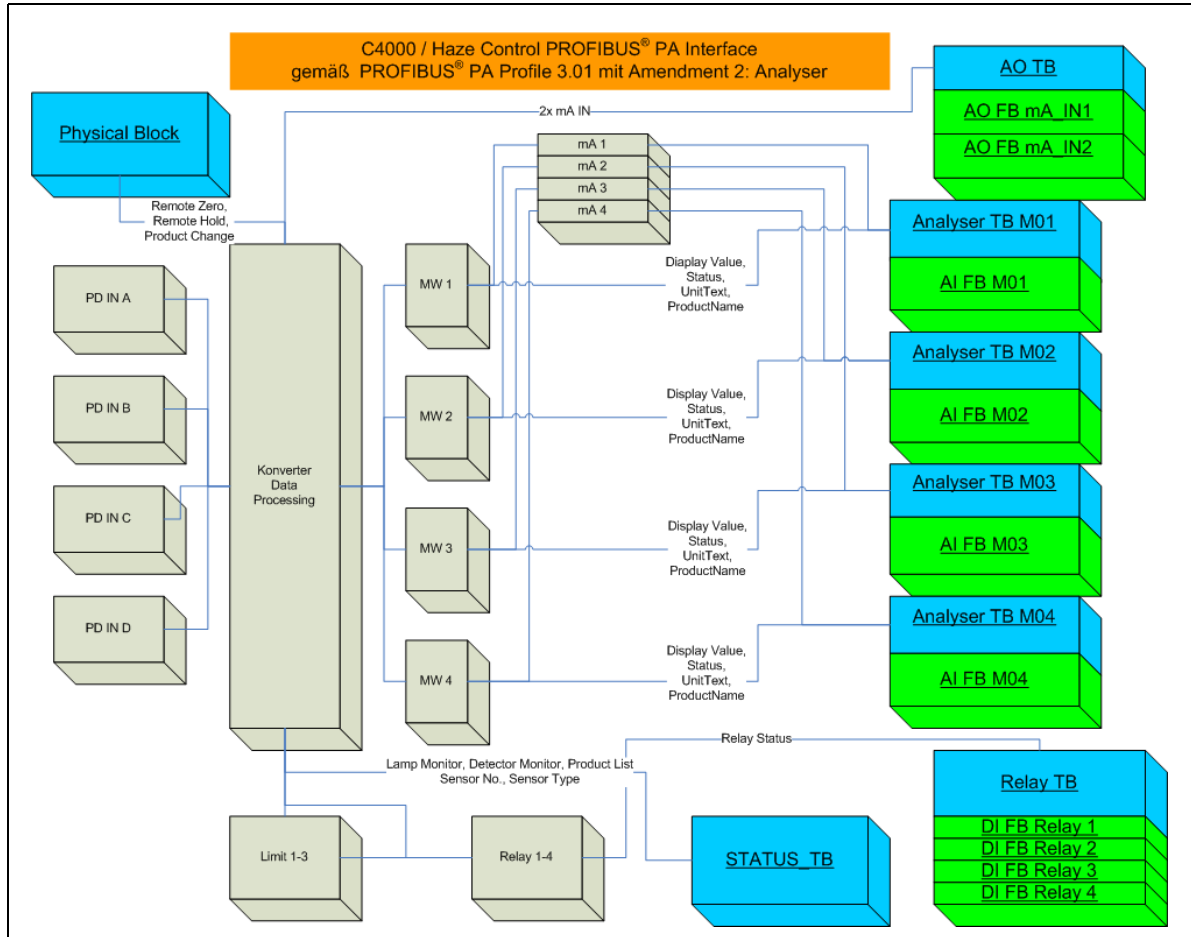 C4000 / Haze Control PROFIBUS® PA Interface
gemäß PROFIBUS® PA Profile 3.01 mit Amendment 2: Analyser
Physical Block
2x mA IN
AO TB
AO FB mA_IN1
AO FB mA_IN2
Remote Zero,
Remote Hold,
Product Change
mA 1
mA 2
mA 3
mA 4
PD IN A
PD IN B
PD IN C
PD IN D
Konverter
Data
Processing
MW 1
MW 2
MW 3
MW 4
Diaplay Value,
Status,
UnitText,
ProductName
Display Value,
Status,
UnitText,
ProductName
Display Value,
Status,
UnitText,
ProductName
Display Value,
Status,
UnitText,
ProductName
Analyser TB M01
AI FB M01
Analyser TB M02
AI FB M02
Analyser TB M03
AI FB M03
Analyser TB M04
AI FB M04
Relay Status
Lamp Monitor, Detector Monitor, Product List
Sensor No., Sensor Type
Limit 1-3
Relay 1-4
STATUS_TB
Relay TB
DI FB Relay 1
DI FB Relay 2
DI FB Relay 3
DI FB Relay 4